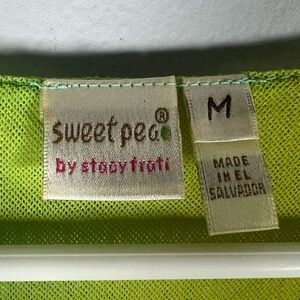 sweet pea®
by stacy frati
M
MADE
IN EL
SALVADOR